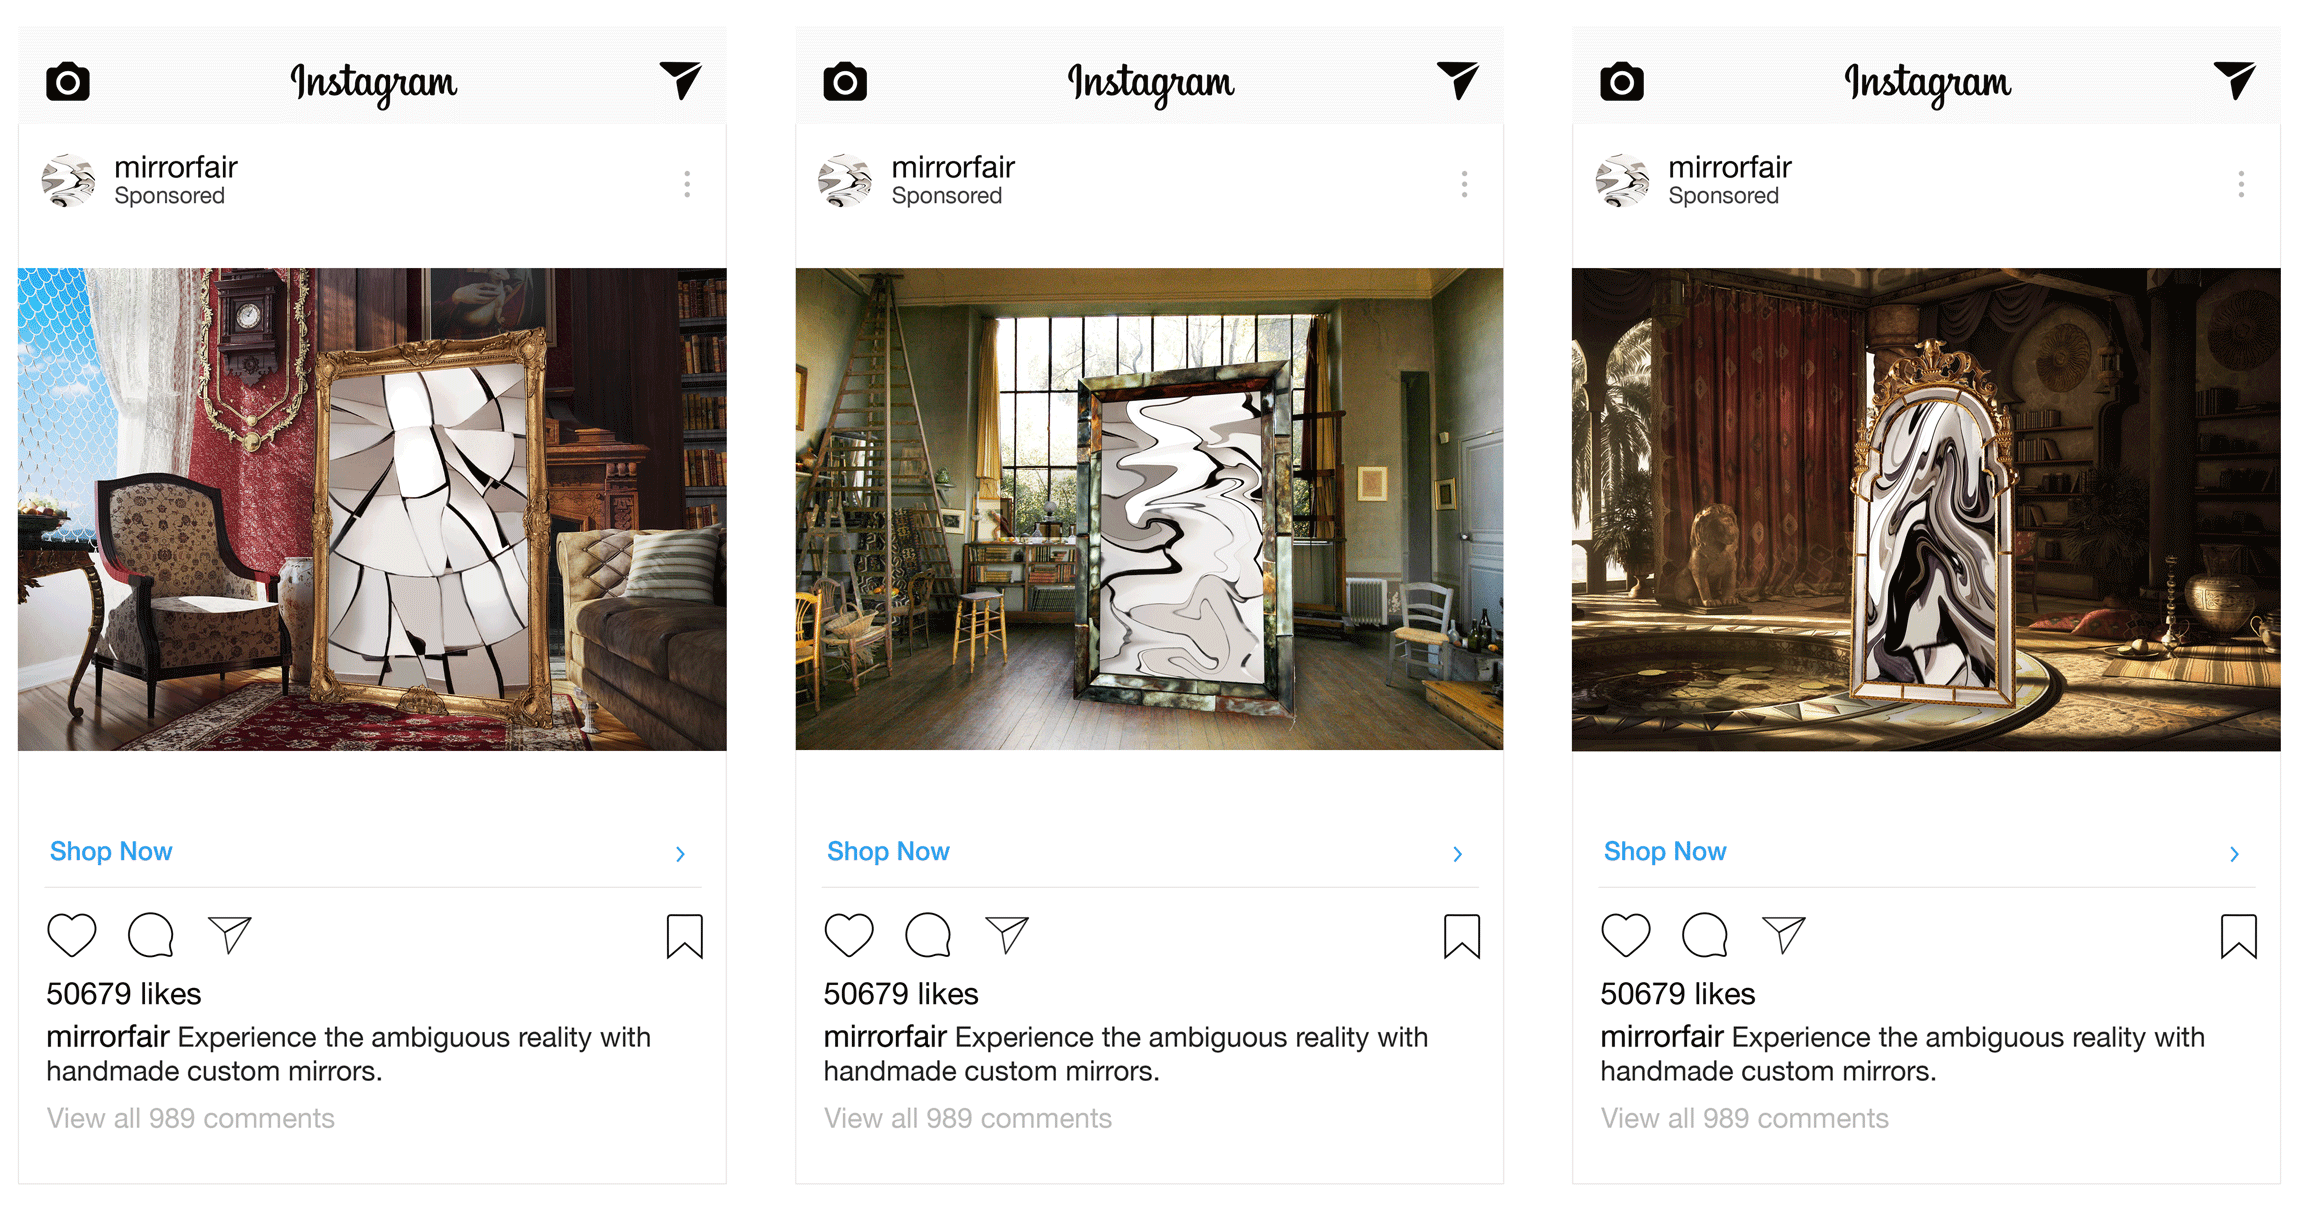 Instagram
mirrorfair
Sponsored
Shop Now
50679 likes
mirrorfair Experience the ambiguous reality with
handmade custom mirrors.
View all 989 comments
Instagram
mirrorfair
Sponsored
Shop Now
50679 likes
mirrorfair Experience the ambiguous reality with
handmade custom mirrors.
View all 989 comments
Instagram
mirrorfair
Sponsored
Shop Now
50679 likes
mirrorfair Experience the ambiguous reality with
handmade custom mirrors.
View all 989 comments